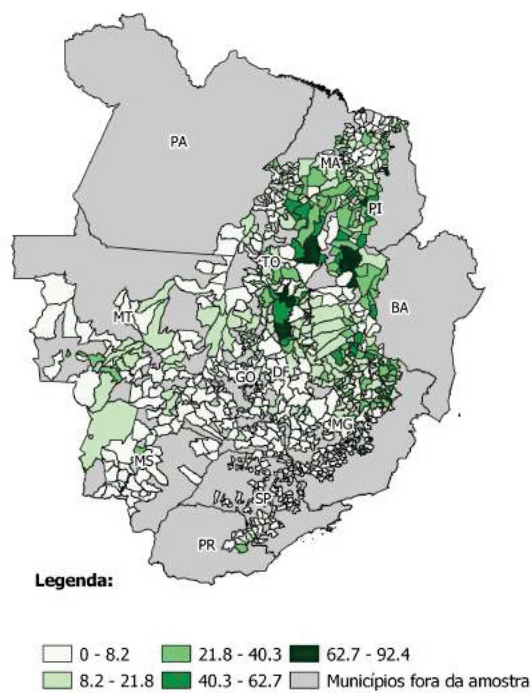 PA
MA
PI
TO
BA
MT
GO DF
MG
MS
SP
PR
Legenda:
0 - 8.2 21.8 - 40.3 62.7 - 92.4
8.2 - 21.8 40.3 - 62.7 Municípios fora da amostra